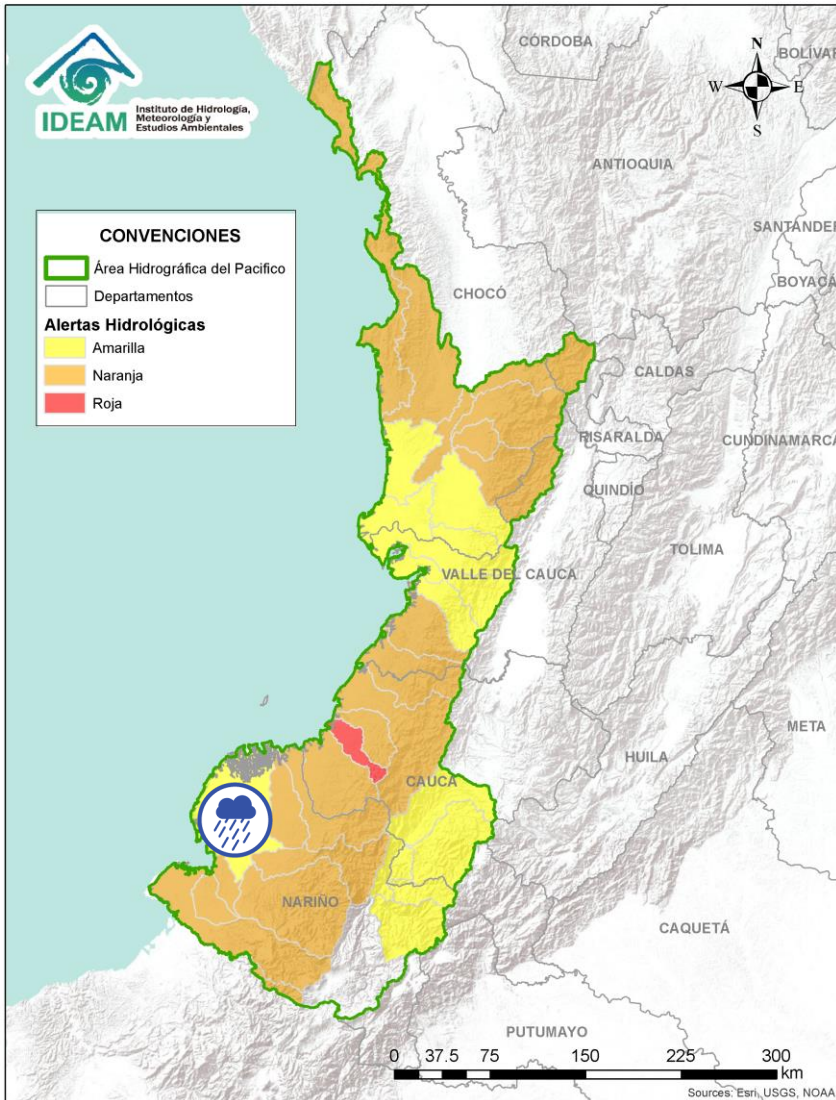 IDEAM
Instituto de Hidrología,
Meteorología y
Estudios Ambientales
N
W
E
S
CONVENCIONES
Área Hidrográfica del Pacifico
Departamentos
Alertas Hidrológicas
Amarilla
Naranja
Roja
CÓRDOBA
BOLÍVAR
ANTIOQUIA
SANTANDER
BOYACÁ
CHOCÓ
CALDAS
RISARALDA
CUNDINAMARCA
QUINDÍO
TOLIMA
VALLE DEL CAUCA
META
HUILA
CAUCA
NARIÑO
CAQUETÁ
PUTUMAYO
0 37.5 75 150 225 300
km
Sources: Esri, USGS, NOAA